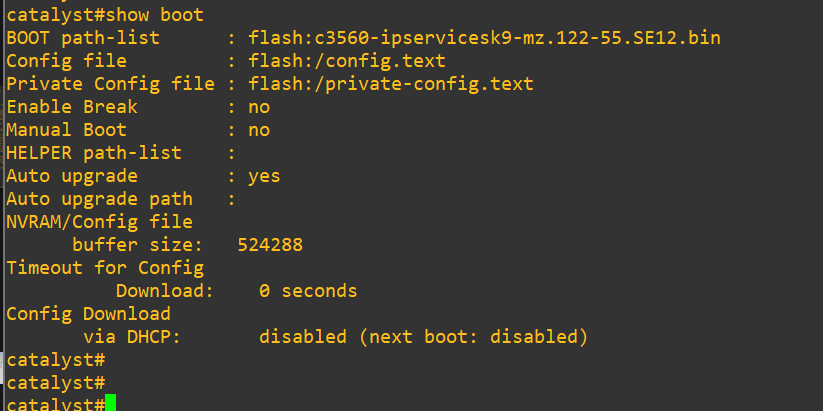 catalyst#show boot
BOOT path-list      : flash:c3560-ipservicesk9-mz.122-55.SE12.bin
Config file         : flash:/config.text
Private Config file : flash:/private-config.text
Enable Break        : no
Manual Boot         : no
HELPER path-list    :
Auto upgrade        : yes
Auto upgrade path   :
NVRAM/Config file
      buffer size:   524288
Timeout for Config
          Download:    0 seconds
Config Download
       via DHCP:       disabled (next boot: disabled)
catalyst#
catalyst#
catalyst#